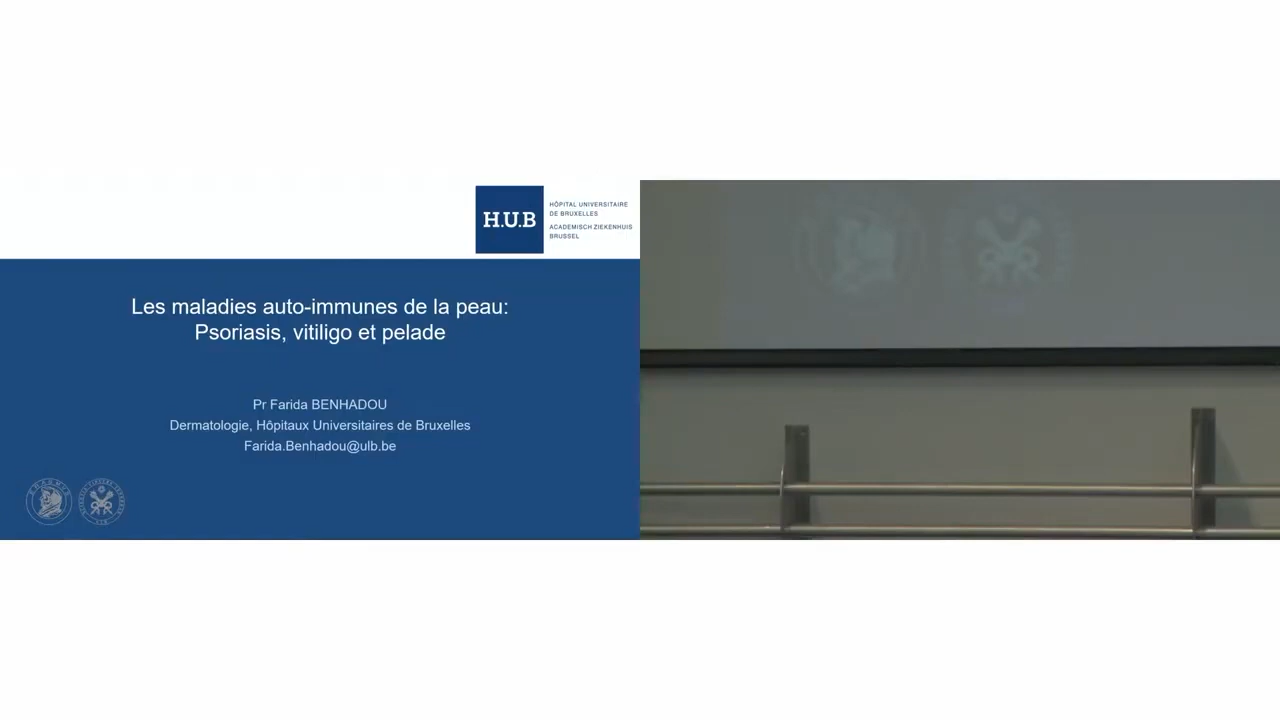 H.U.B
HÔPITAL UNIVERSITAIRE
DE BRUXELLES
ACADEMISCH ZIEKENHUIS
BRUSSEL
Les maladies auto-immunes de la peau:
Psoriasis, vitiligo et pelade
Pr Farida BENHADOU
Dermatologie, Hôpitaux Universitaires de Bruxelles
Farida.Benhadou@ulb.be